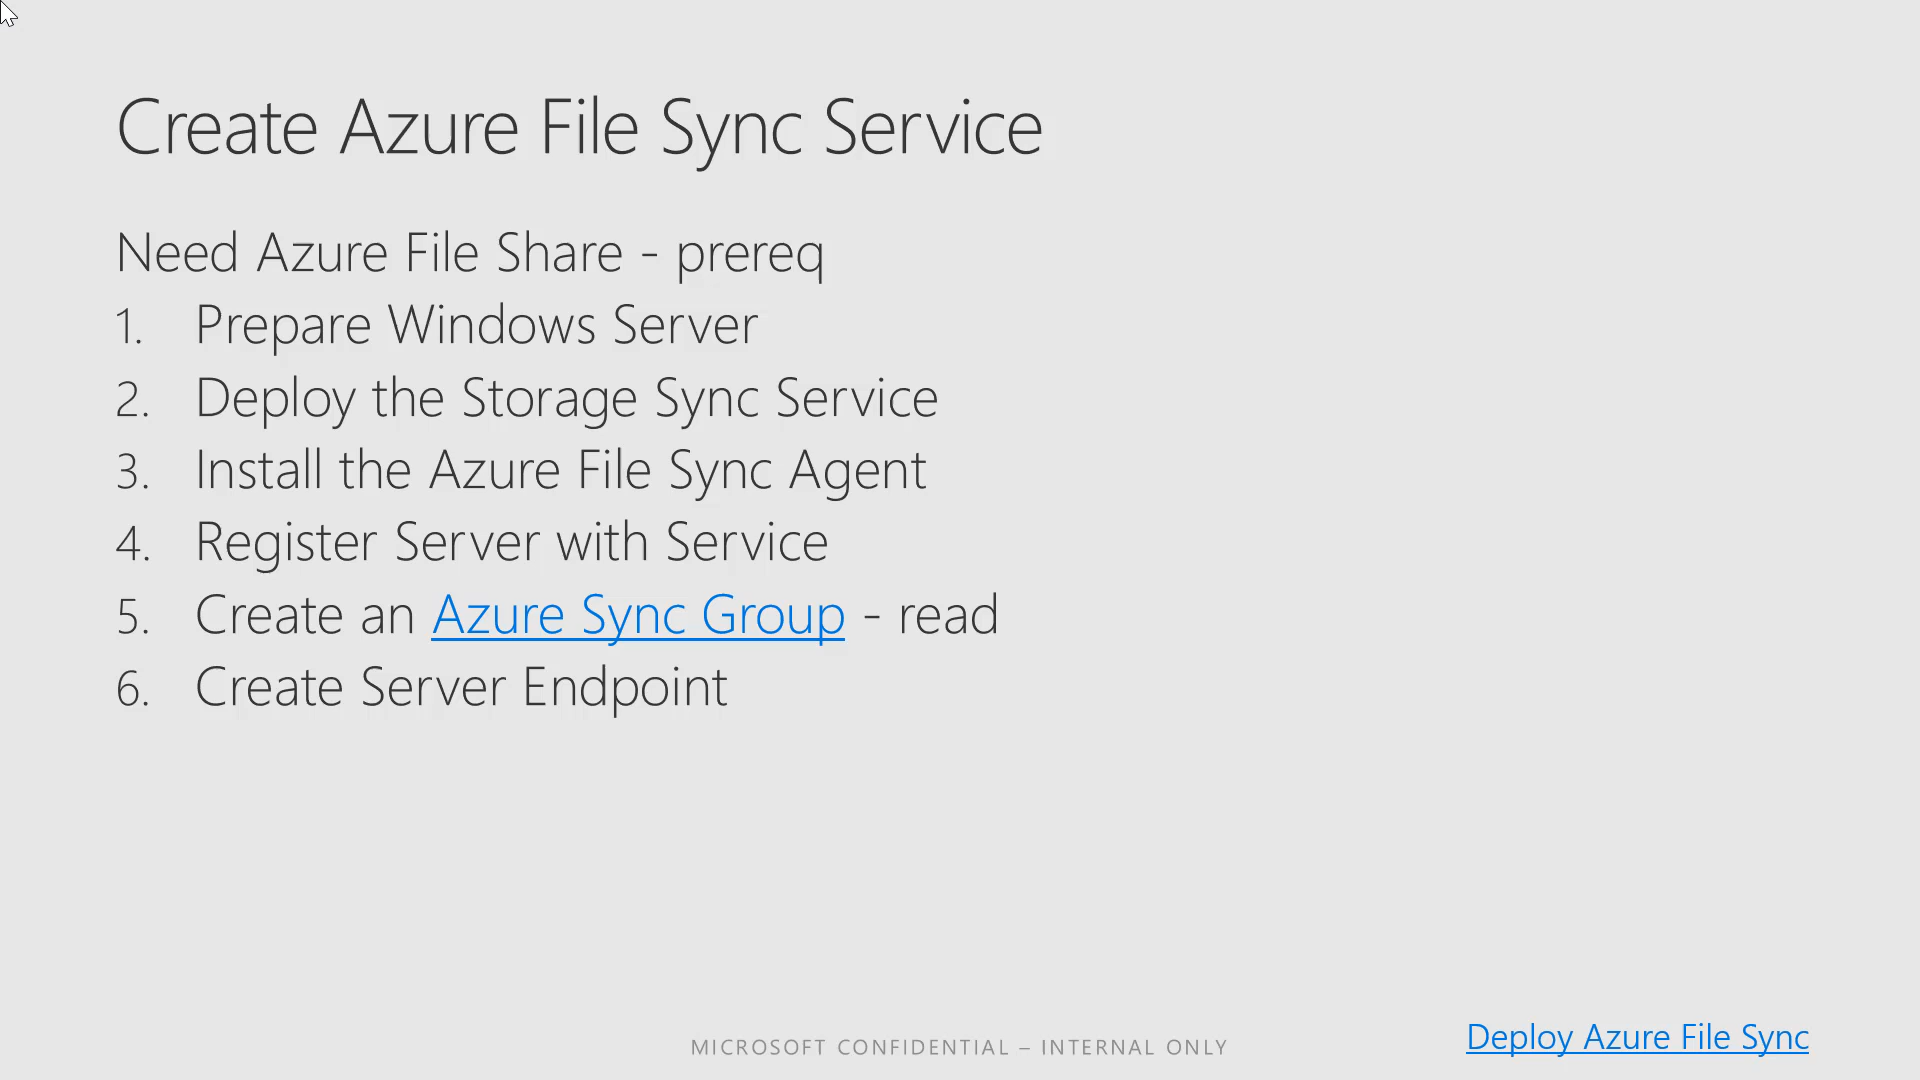 Create Azure File Sync Service
Need Azure File Share - prereq
1. Prepare Windows Server
2. Deploy the Storage Sync Service
3. Install the Azure File Sync Agent
4. Register Server with Service
5. Create an Azure Sync Group - read
6. Create Server Endpoint
MICROSOFT CONFIDENTIAL – INTERNAL ONLY
Deploy Azure File Sync